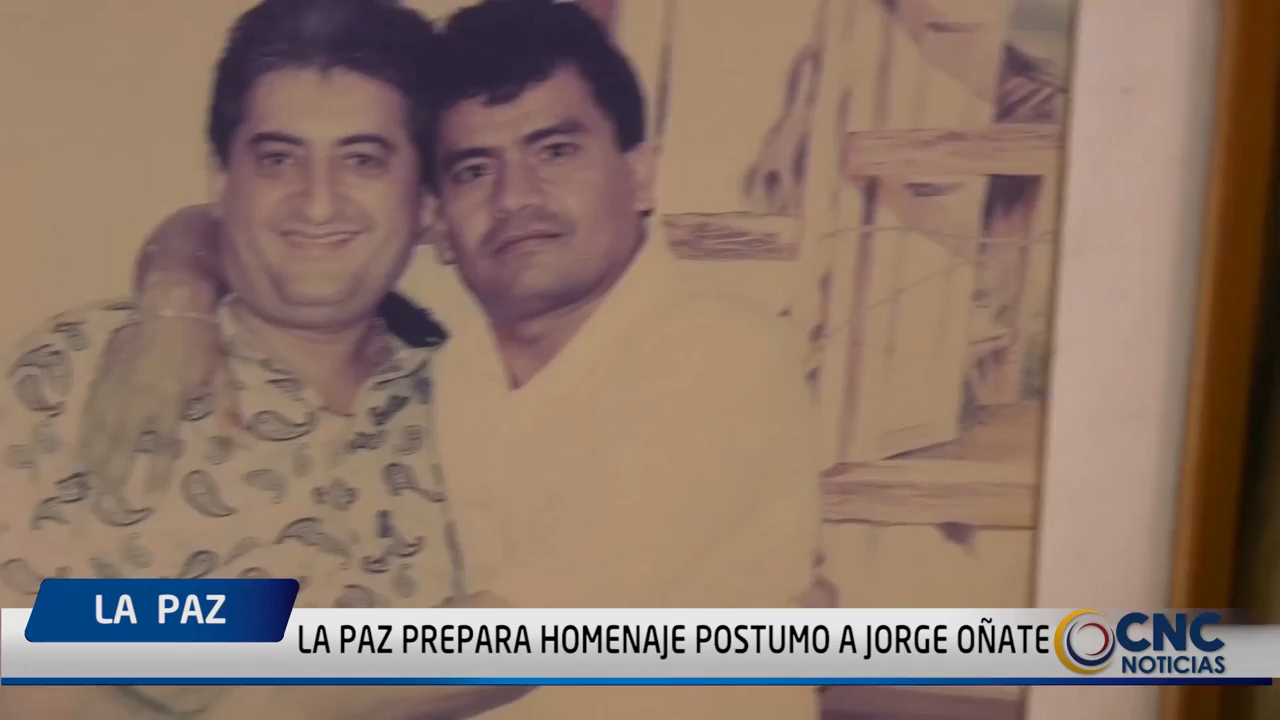 LA PAZ
LA PAZ PREPARA HOMENAJE POSTUMO A JORGE OÑATE
CNC
NOTICIAS